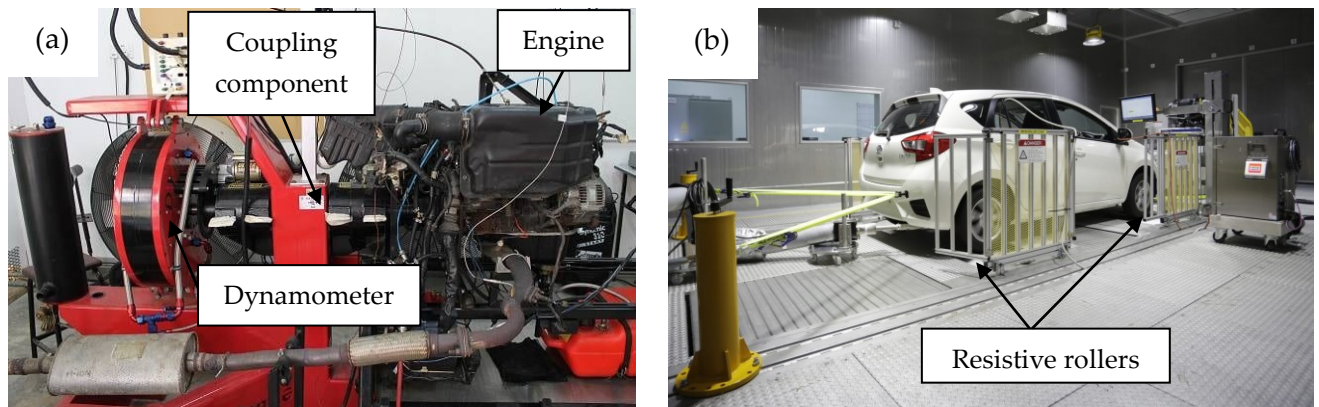 (a)
Coupling
component
Engine
Dynamometer
(b)
Resistive rollers